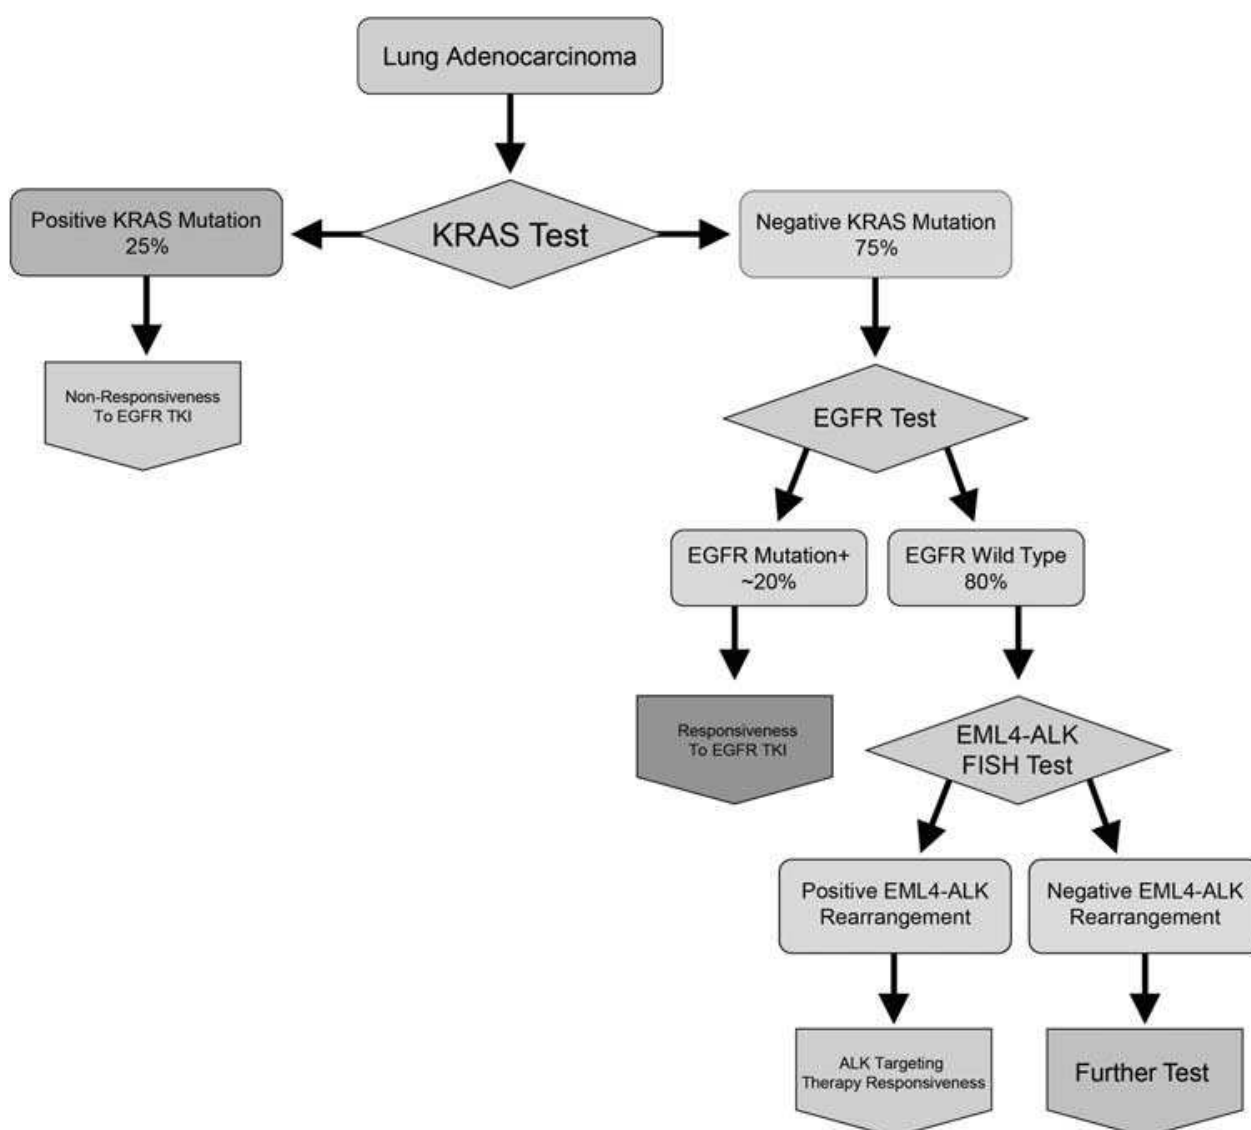 Lung Adenocarcinoma
KRAS Test
Positive KRAS Mutation
25%
Negative KRAS Mutation
75%
Non-Responsiveness
To EGFR TKI
EGFR Test
EGFR Mutation+
~20%
EGFR Wild Type
80%
Responsiveness
To EGFR TKI
EML4-ALK
FISH Test
Positive EML4-ALK
Rearrangement
Negative EML4-ALK
Rearrangement
ALK Targeting
Therapy Responsiveness
Further Test